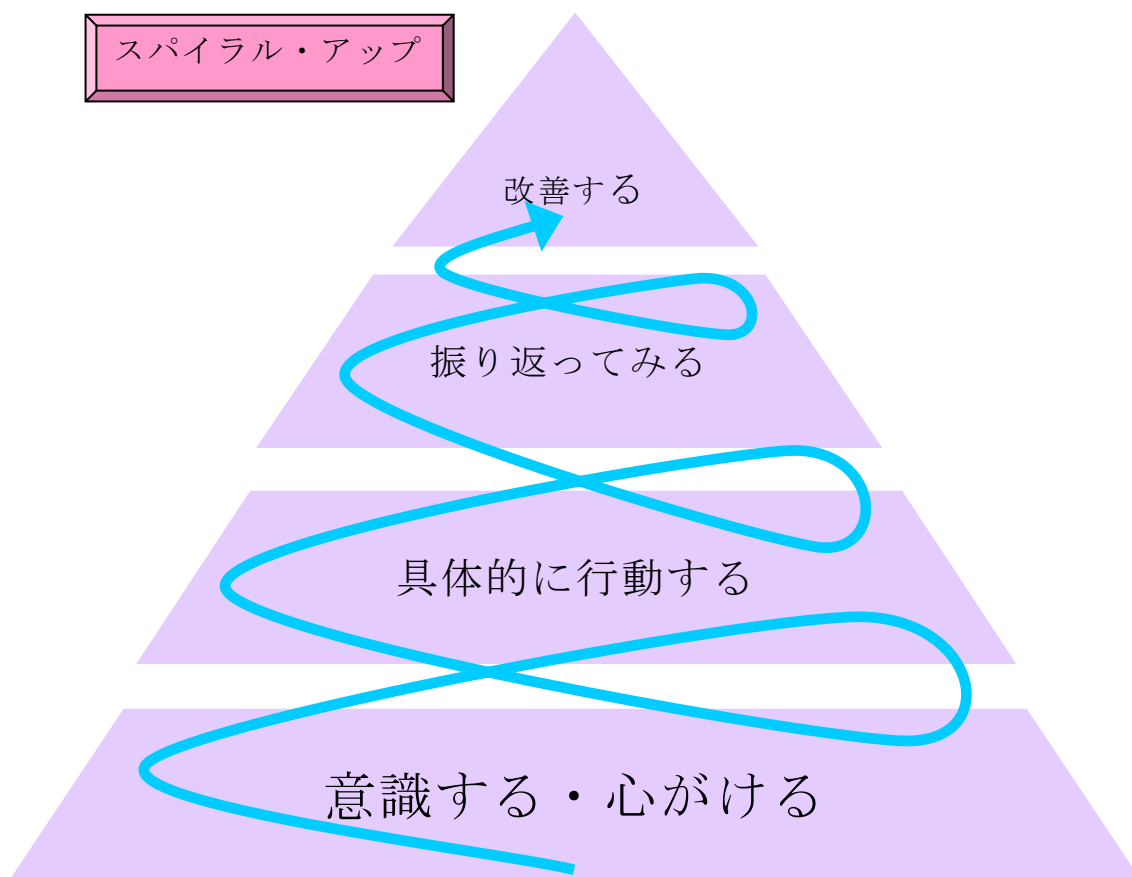 スパイラル・アップ
改善する
振り返ってみる
具体的に行動する
意識する・心がける